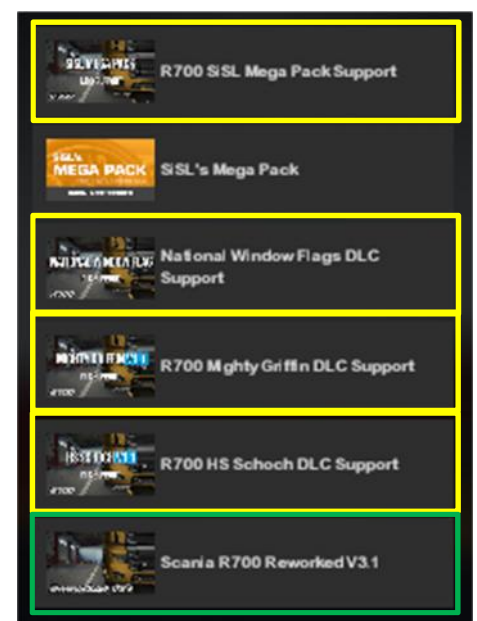 R700 SiSL Mega Pack Support
SiSL's
MEGA PACK
SiSL's Mega Pack
National Window Flags DLC
Support
R700 Mighty Griffin DLC Support
R700 HS Schoch DLC Support
Scania R700 Reworked V3.1